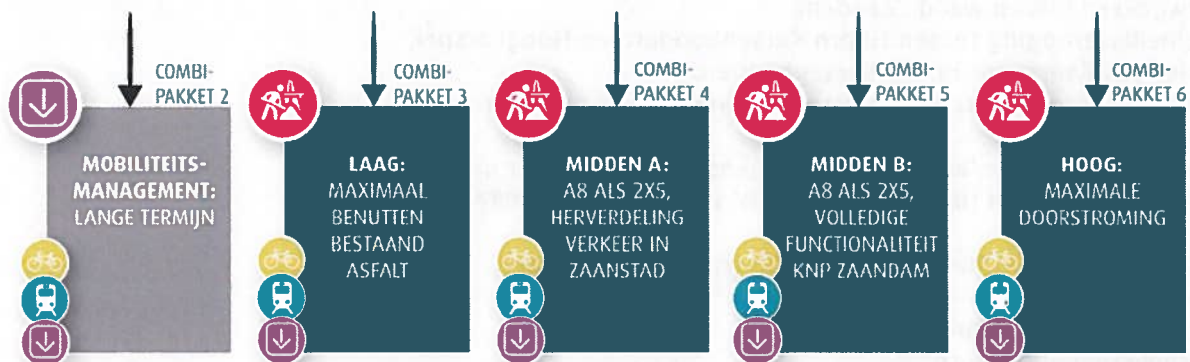 COMBI-
PAKKET 2
MOBILITEITS-
MANAGEMENT:
LANGE TERMIJN
COMBI-
PAKKET 3
LAAG:
MAXIMAAL
BENUTTEN
BESTAAND
ASFALT
COMBI-
PAKKET 4
MIDDEN A:
A8 ALS 2X5,
HERVERDELING
VERKEER IN
ZAANSTAD
COMBI-
PAKKET 5
MIDDEN B:
A8 ALS 2X5,
VOLLEDIGE
FUNCTIONALITEIT
KNP ZAANDAM
COMBI-
PAKKET 6
HOOG:
MAXIMALE
DOORSTROMING